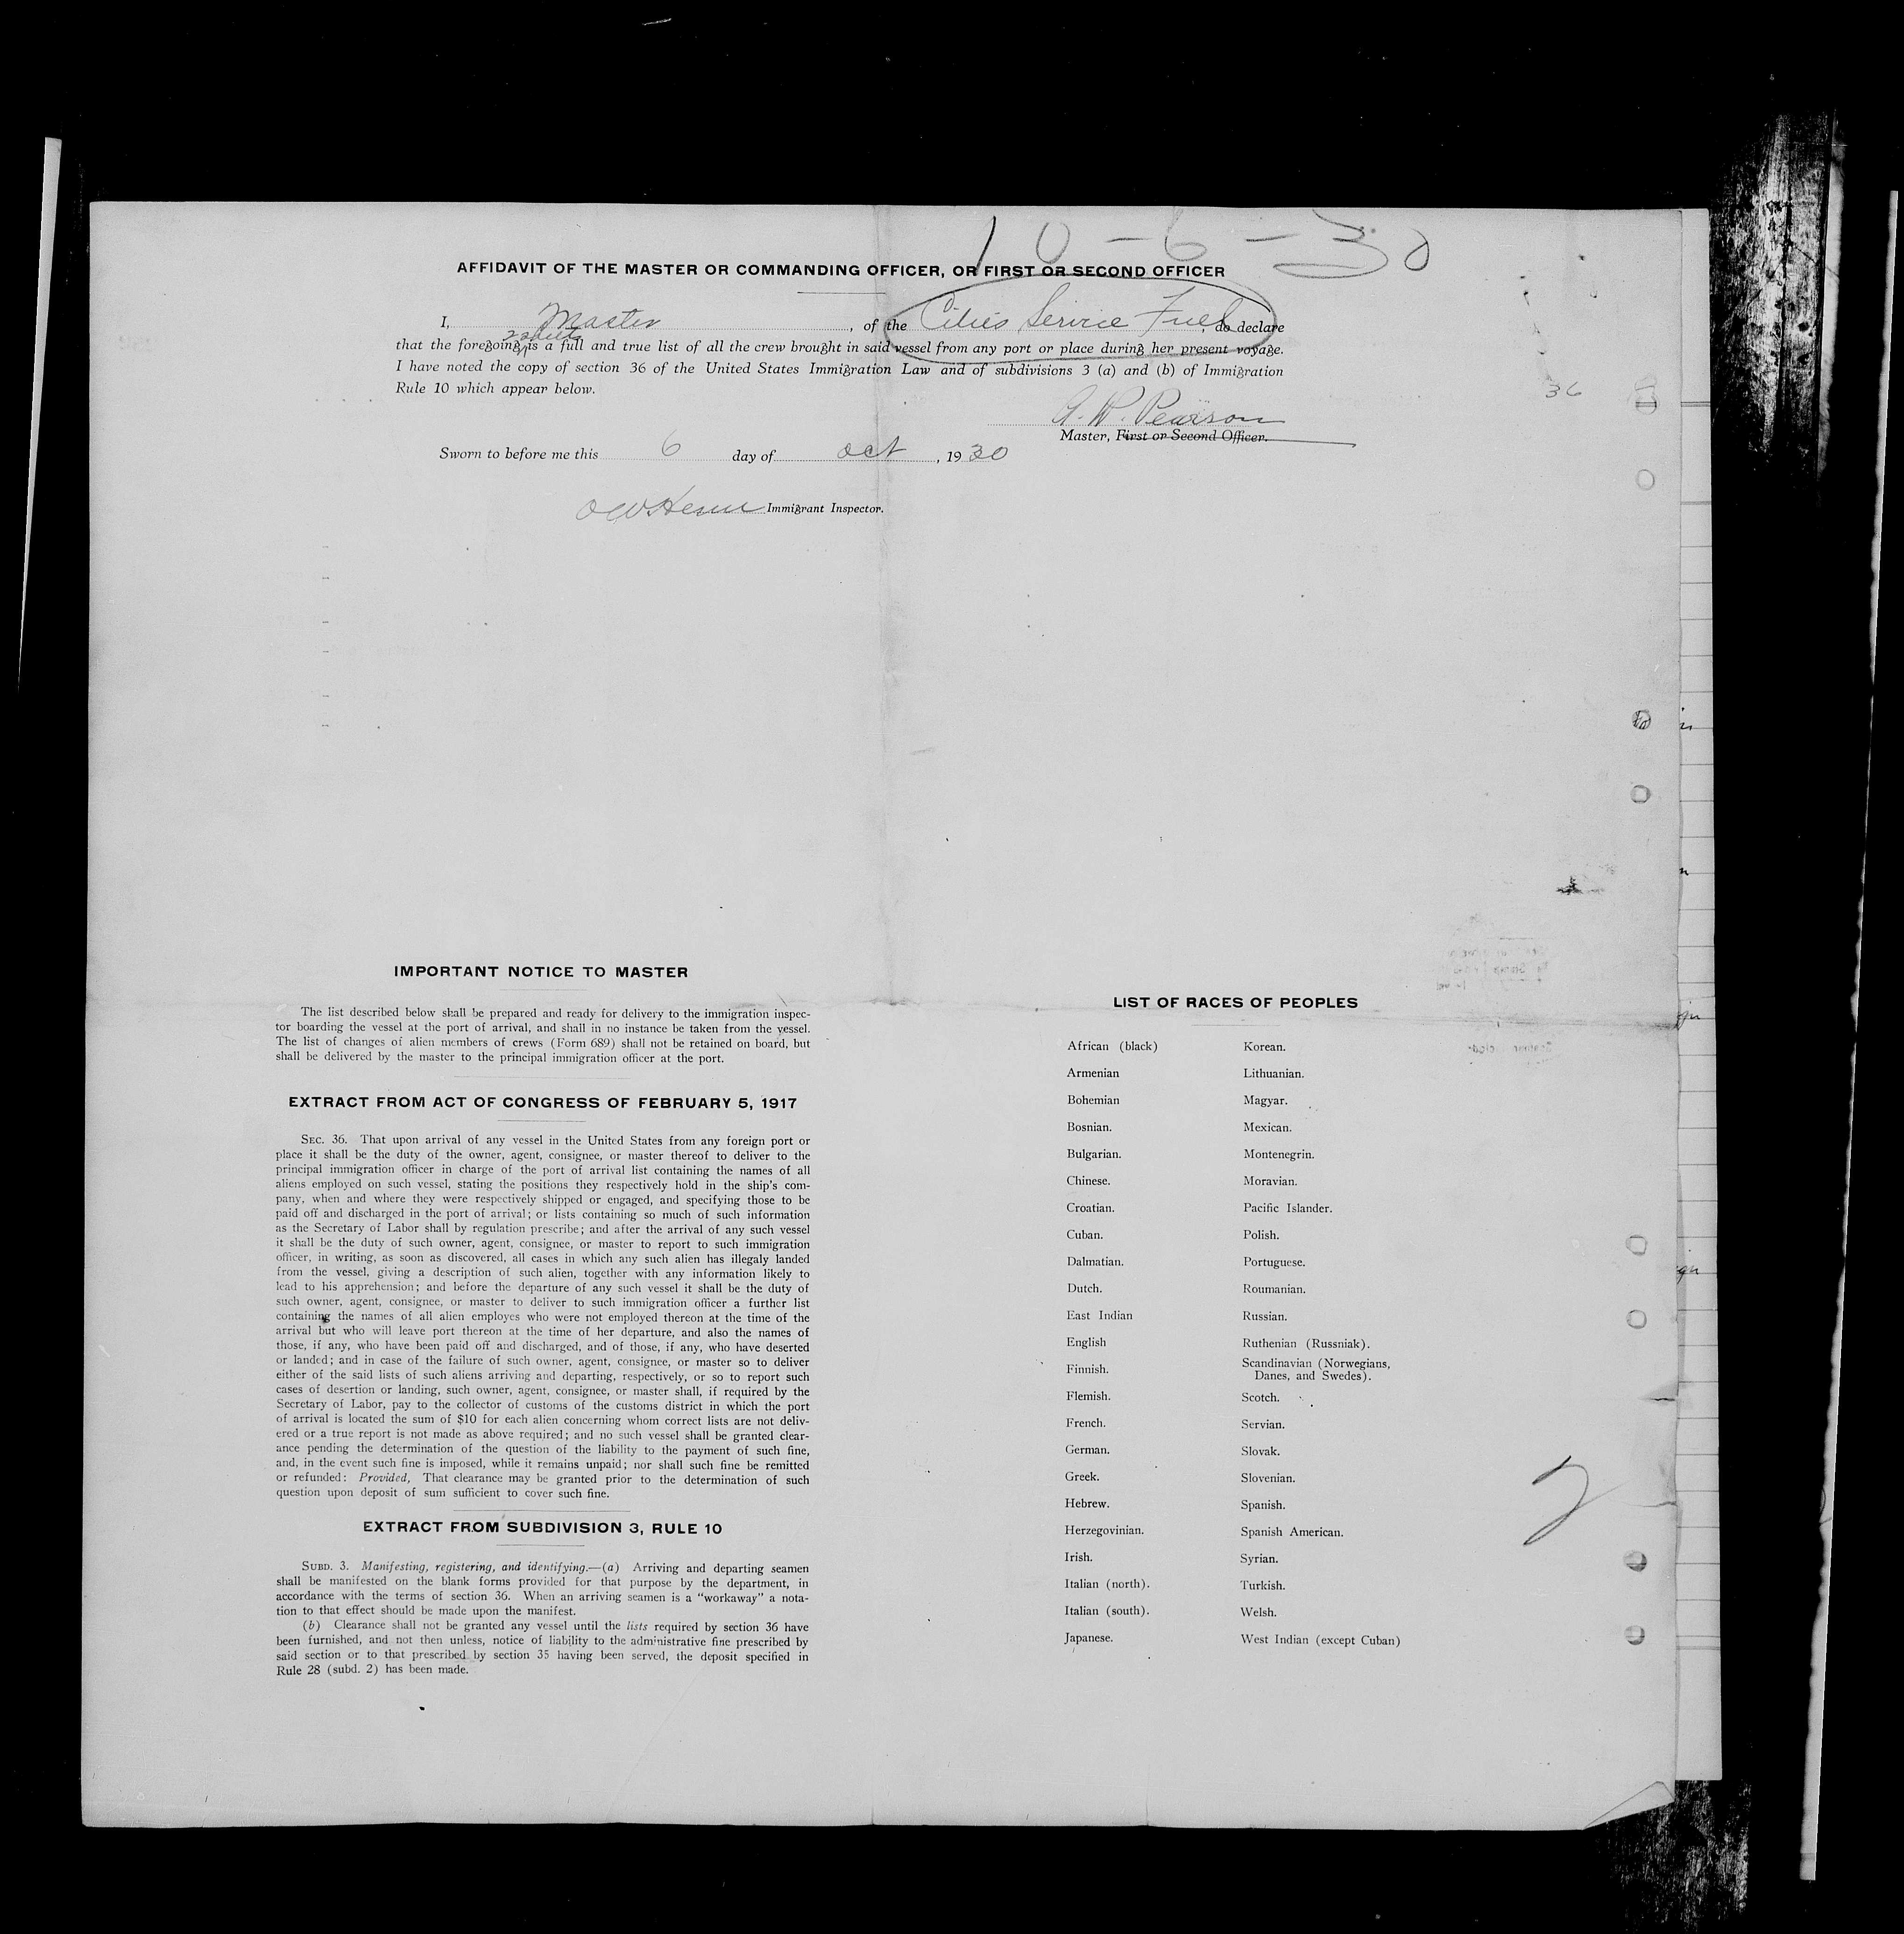 10-6-30
AFFIDAVIT OF THE MASTER OR COMMANDING OFFICER, OR FIRST OR SECOND OFFICER
I, Master, of the Cities Service Fuel, do declare
that the foregoing is a full and true list of all the crew brought in said vessel from any port or place during her present voyage.
I have noted the copy of section 36 of the United States Immigration Law and of subdivisions 3 (a) and (b) of Immigration
Rule 10 which appear below.
36
A. W. Pearson
Master, First or Second Officer.
Sworn to before me this 6 day of Oct, 1930
Immigrant Inspector.
IMPORTANT NOTICE TO MASTER
The list described below shall be prepared and ready for delivery to the immigration inspec-
tor boarding the vessel at the port of arrival, and shall in no instance be taken from the vessel.
The list of changes of alien members of crews (Form 689) shall not be retained on board, but
shall be delivered by the master to the principal immigration officer at the port.
EXTRACT FROM ACT OF CONGRESS OF FEBRUARY 5, 1917
SEC. 36. That upon arrival of any vessel in the United States from any foreign port or
place it shall be the duty of the owner, agent, consignee, or master thereof to deliver to the
principal immigration officer in charge of the port of arrival list containing the names of all
aliens employed on such vessel, stating the positions they respectively hold in the ship's com-
pany, when and where they were respectively shipped or engaged, and specifying those to be
paid off and discharged in the port of arrival; or lists containing so much of such information
as the Secretary of Labor shall by regulation prescribe; and after the arrival of any such vessel
it shall be the duty of such owner, agent, consignee, or master to report to such immigration
officer, in writing, as soon as discovered, all cases in which any such alien has illegaly landed
from the vessel, giving a description of such alien, together with any information likely to
lead to his apprehension; and before the departure of any such vessel it shall be the duty of
such owner, agent, consignee, or master to deliver to such immigration officer a further list
containing the names of all alien employes who were not employed thereon at the time of the
arrival but who will leave port thereon at the time of her departure, and also the names of
those, if any, who have been paid off and discharged, and of those, if any, who have deserted
or landed; and in case of the failure of such owner, agent, consignee, or master so to deliver
either of the said lists of such aliens arriving and departing, respectively, or so to report such
cases of desertion or landing, such owner, agent, consignee, or master shall, if required by the
Secretary of Labor, pay to the collector of customs of the customs district in which the port
of arrival is located the sum of $10 for each alien concerning whom correct lists are not deliv-
ered or a true report is not made as above required; and no such vessel shall be granted clear-
ance pending the determination of the question of the liability to the payment of such fine,
and, in the event such fine is imposed, while it remains unpaid; nor shall such fine be remitted
or refunded: Provided, That clearance may be granted prior to the determination of such
question upon deposit of sum sufficient to cover such fine.
EXTRACT FROM SUBDIVISION 3, RULE 10
SUBD. 3. Manifesting, registering, and identifying.—(a) Arriving and departing seamen
shall be manifested on the blank forms provided for that purpose by the department, in
accordance with the terms of section 36. When an arriving seamen is a “workaway” a nota-
tion to that effect should be made upon the manifest.
(b) Clearance shall not be granted any vessel until the lists required by section 36 have
been furnished, and not then unless, notice of liability to the administrative fine prescribed by
said section or to that prescribed by section 35 having been served, the deposit specified in
Rule 28 (subd. 2) has been made.
LIST OF RACES OF PEOPLES
African (black)
Armenian
Bohemian
Bosnian.
Bulgarian.
Chinese.
Croatian.
Cuban.
Dalmatian.
Dutch.
East Indian
English
Finnish.
Flemish.
French.
German.
Greek.
Hebrew.
Herzegovinian.
Irish.
Italian (north).
Italian (south).
Japanese.
Korean.
Lithuanian.
Magyar.
Mexican.
Montenegrin.
Moravian.
Pacific Islander.
Polish.
Portuguese.
Roumanian.
Russian.
Ruthenian (Russniak).
Scandinavian (Norwegians,
Danes, and Swedes).
Scotch.
Servian.
Slovak.
Slovenian.
Spanish.
Spanish American.
Syrian.
Turkish.
Welsh.
West Indian (except Cuban)
2